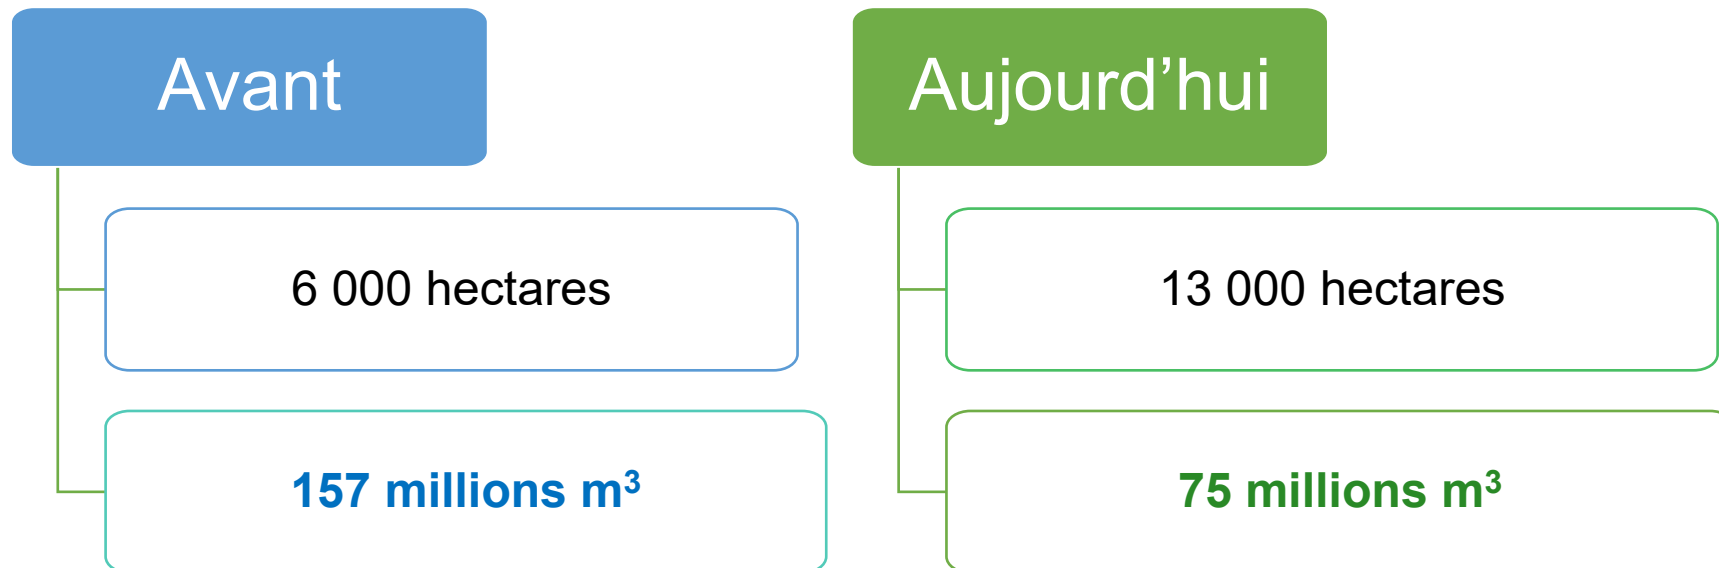 Avant
6 000 hectares
157 millions m³
Aujourd’hui
13 000 hectares
75 millions m³